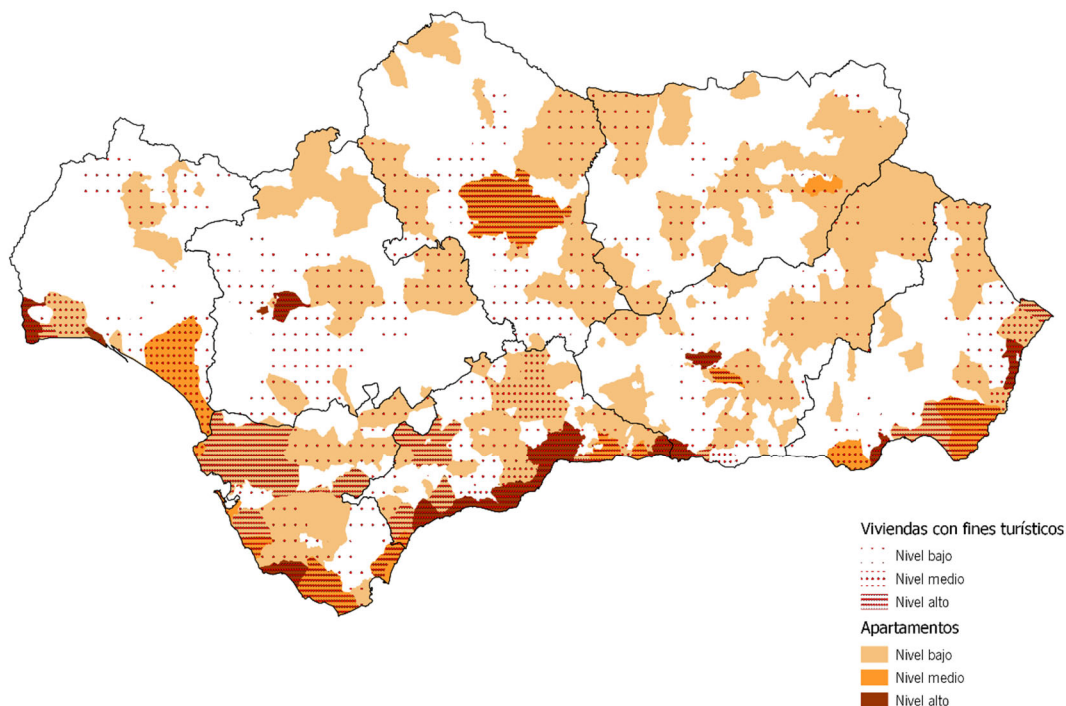 Viviendas con fines turísticos
Nivel bajo
Nivel medio
Nivel alto
Apartamentos
Nivel bajo
Nivel medio
Nivel alto